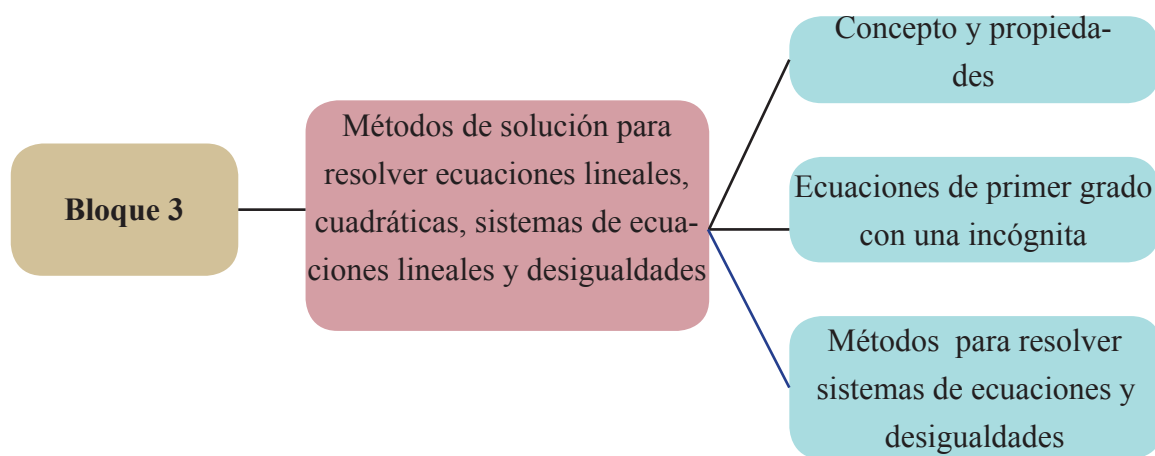 Bloque 3
Métodos de solución para
resolver ecuaciones lineales,
cuadráticas, sistemas de ecua-
ciones lineales y desigualdades
Concepto y propieda-
des
Ecuaciones de primer grado
con una incógnita
Métodos para resolver
sistemas de ecuaciones y
desigualdades